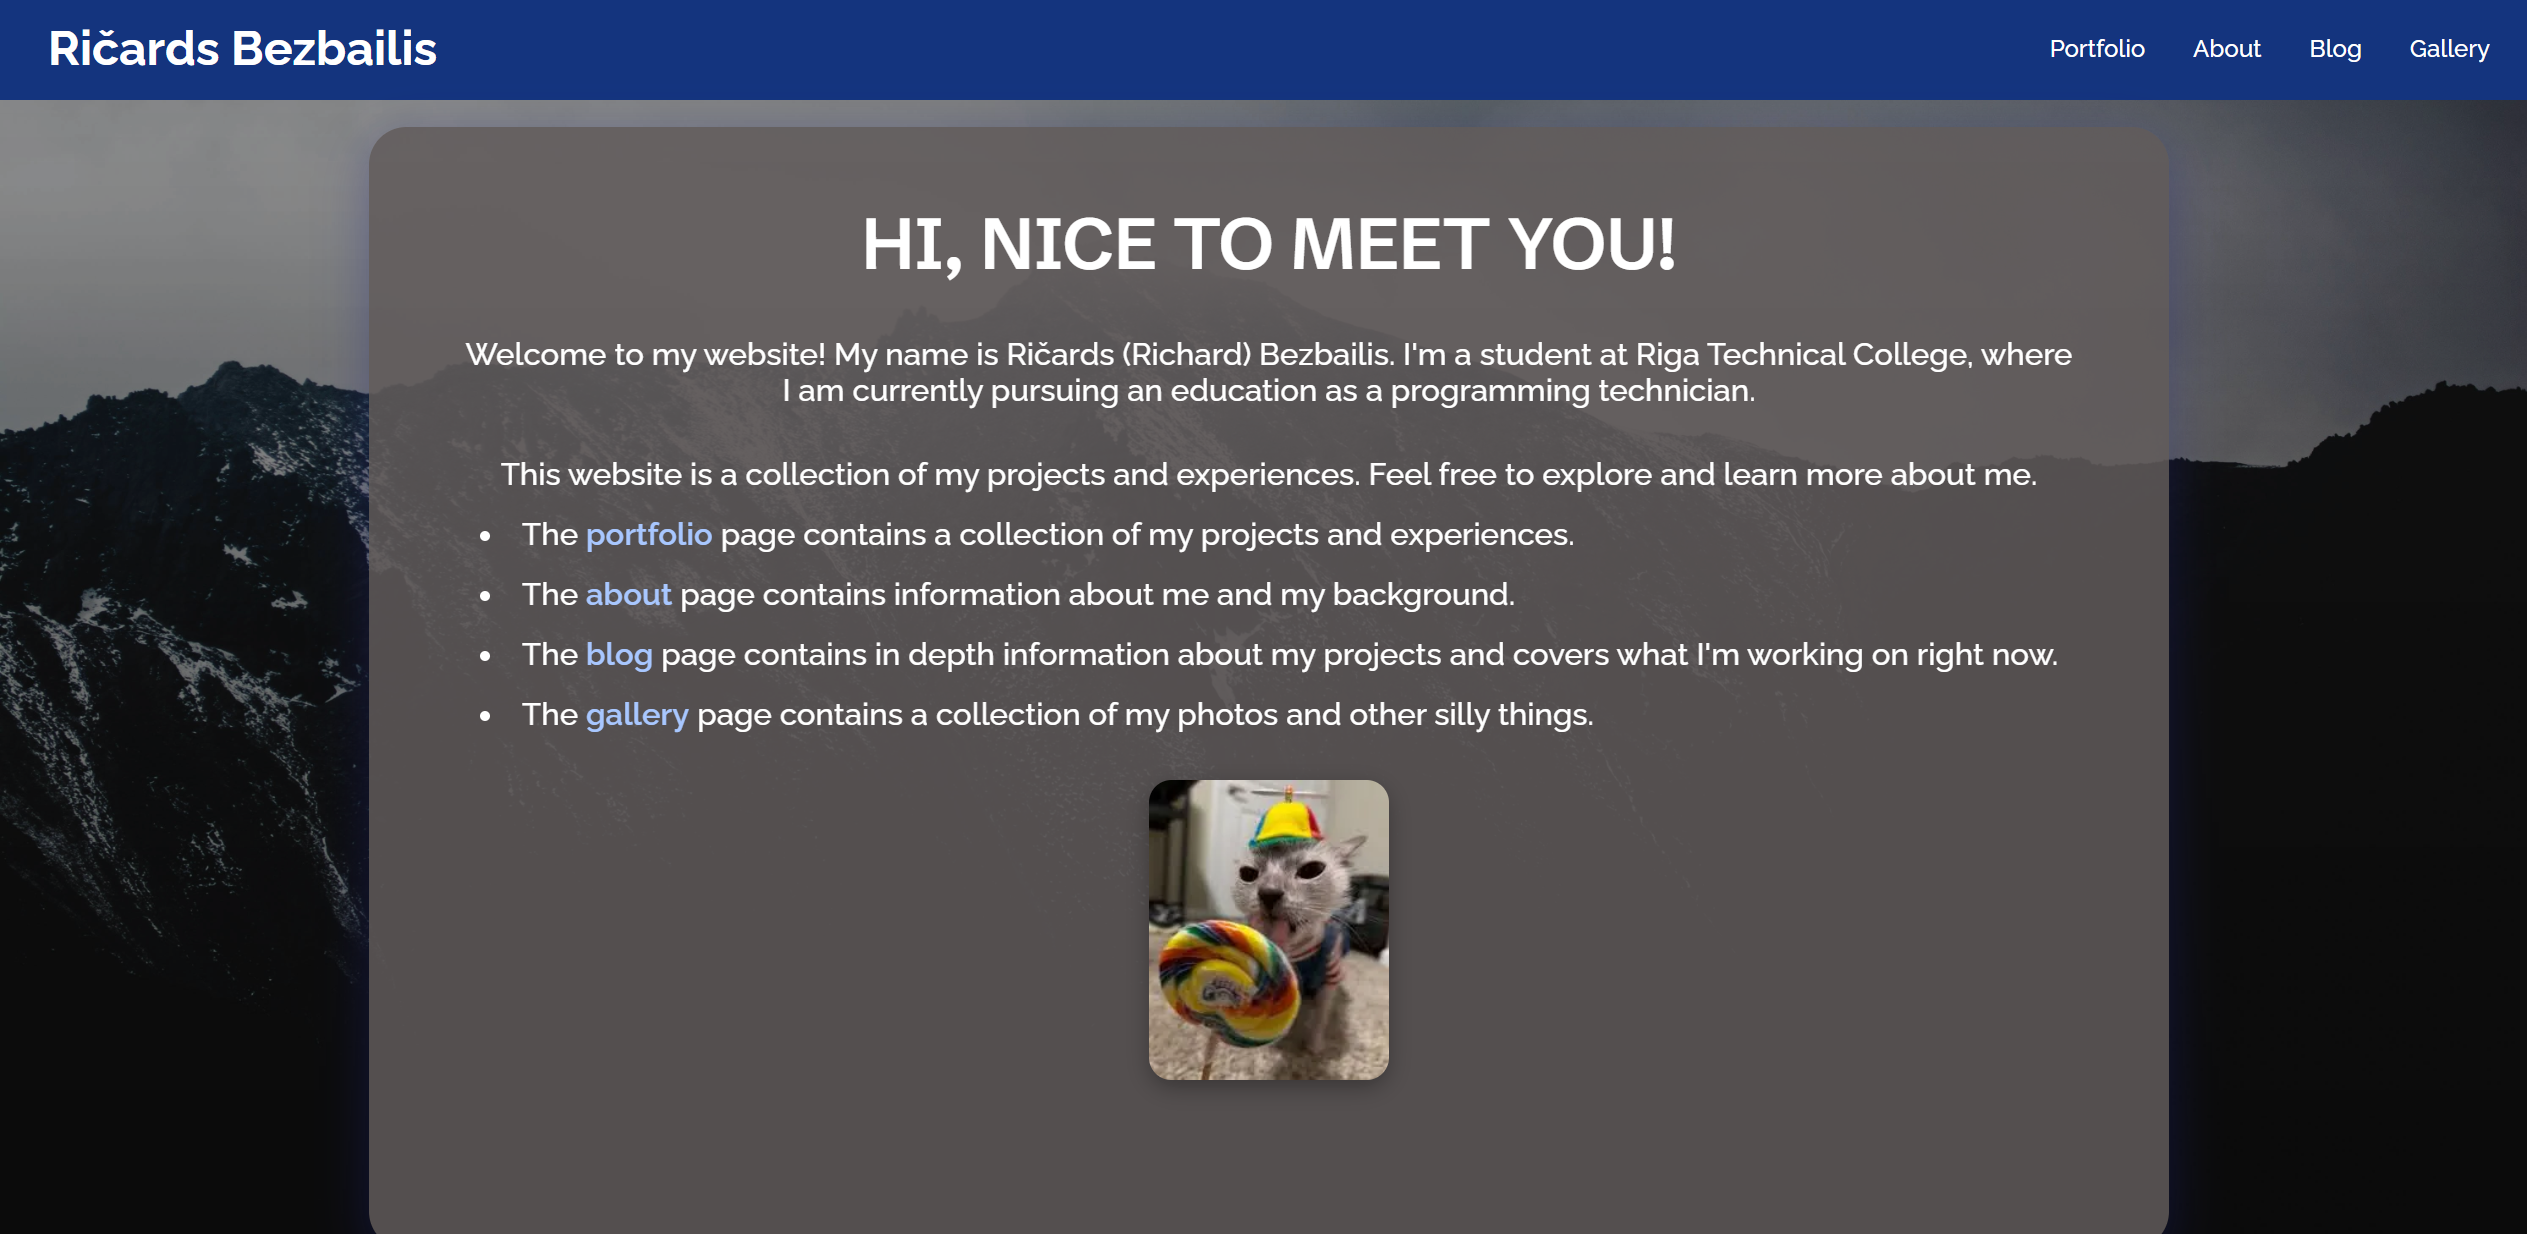 Ričards Bezbailis
Portfolio
About
Blog
Gallery
HI, NICE TO MEET YOU!
Welcome to my website! My name is Ričards (Richard) Bezbailis. I'm a student at Riga Technical College, where
I am currently pursuing an education as a programming technician.
This website is a collection of my projects and experiences. Feel free to explore and learn more about me.
• The portfolio page contains a collection of my projects and experiences.
• The about page contains information about me and my background.
• The blog page contains in depth information about my projects and covers what I'm working on right now.
• The gallery page contains a collection of my photos and other silly things.